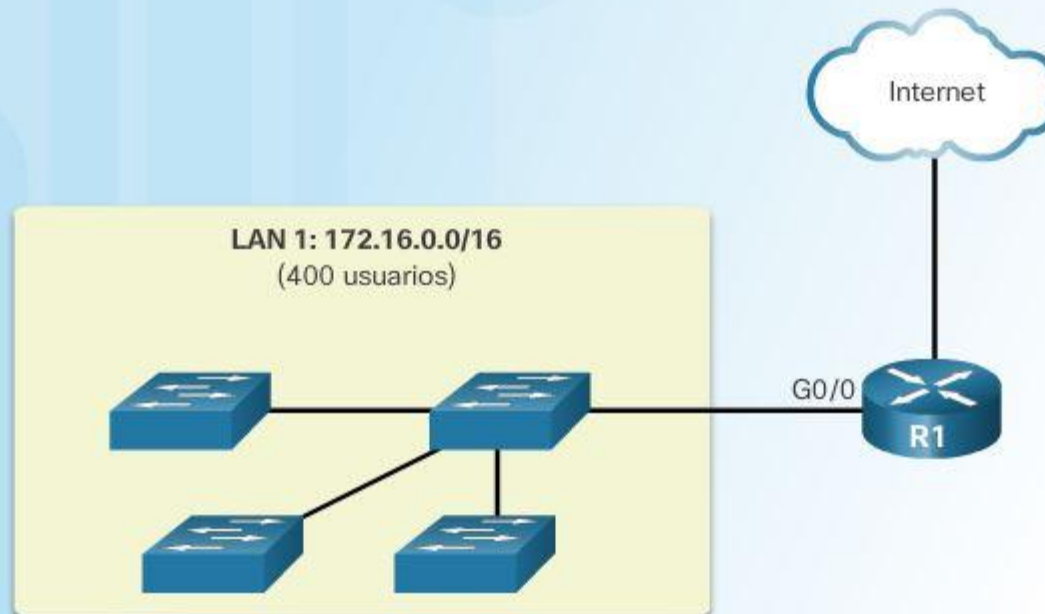 Internet
LAN 1: 172.16.0.0/16
(400 usuarios)
G0/0
R1